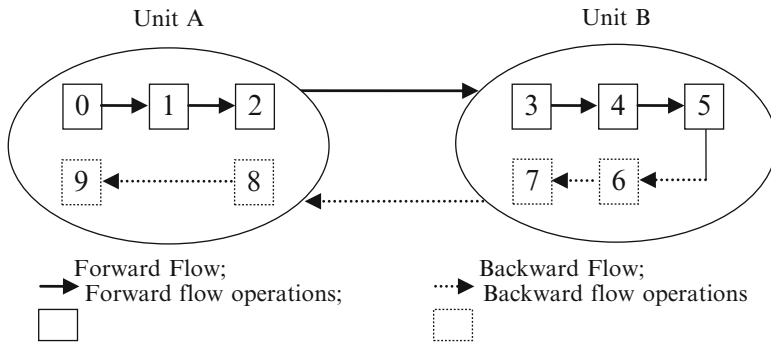 Unit A
Unit B
0 1 2
3 4 5
9 8
7 6
Forward Flow;
Forward flow operations;
Backward Flow;
Backward flow operations